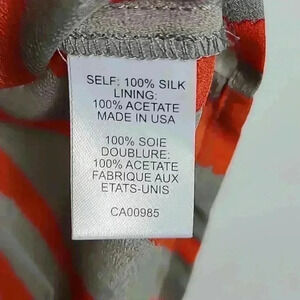 SELF: 100% SILK
LINING:
100% ACETATE
MADE IN USA
100% SOIE
DOUBLURE:
100% ACETATE
FABRIQUE AUX
ETATS-UNIS
CA00985